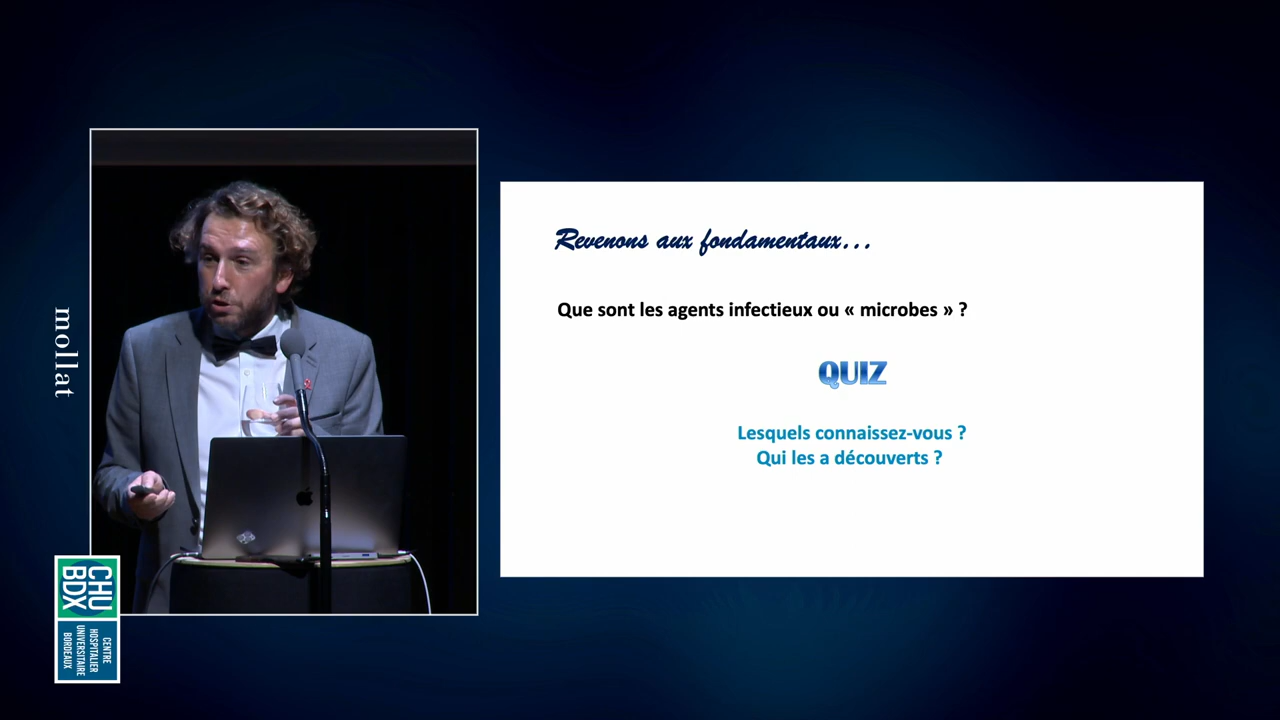 mollat
CHU
BDX
CENTRE
HOSPITALIER
UNIVERSITAIRE
BORDEAUX
Revenons aux fondamentaux...
Que sont les agents infectieux ou « microbes » ?
QUIZ
Lesquels connaissez-vous ?
Qui les a découverts ?